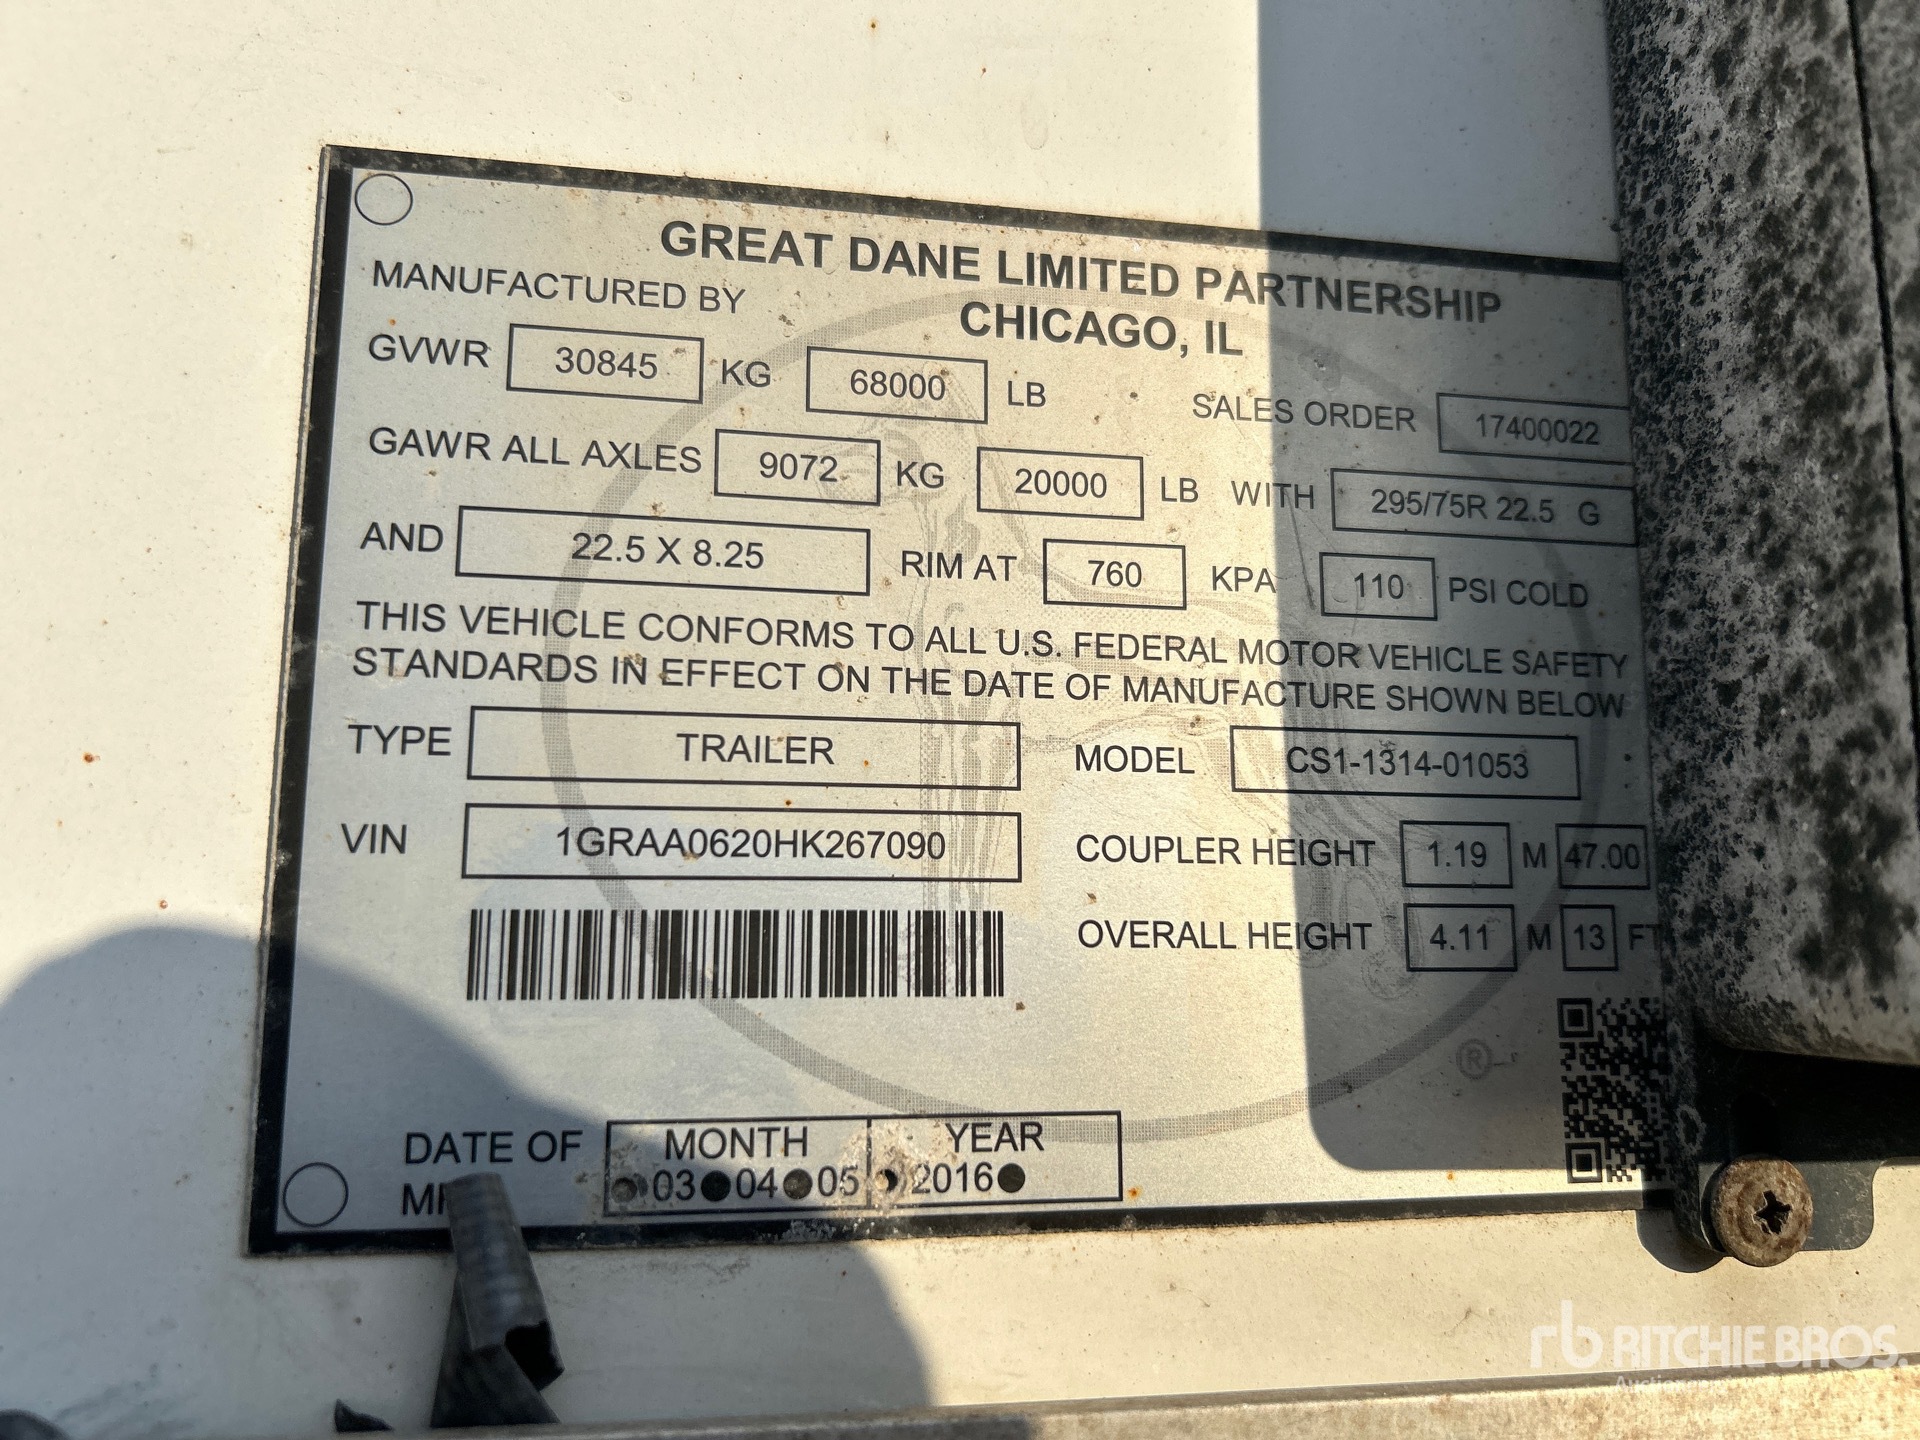 GREAT DANE LIMITED PARTNERSHIP
MANUFACTURED BY CHICAGO, IL
GVWR 30845 KG 68000 LB SALES ORDER 17400022
GAWR ALL AXLES 9072 KG 20000 LB WITH 295/75R 22.5 G
AND 22.5 X 8.25 RIM AT 760 KPA 110 PSI COLD
THIS VEHICLE CONFORMS TO ALL U.S. FEDERAL MOTOR VEHICLE SAFETY
STANDARDS IN EFFECT ON THE DATE OF MANUFACTURE SHOWN BELOW
TYPE TRAILER MODEL CS1-1314-01053
VIN 1GRAA0620HK267090 COUPLER HEIGHT 1.19 M 47.00
OVERALL HEIGHT 4.11 M 13 FT
®
DATE OF MONTH YEAR
03 04 05 2016
rb RITCHIE BROS.